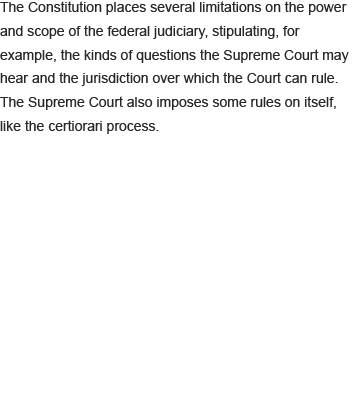 The Constitution places several limitations on the power
and scope of the federal judiciary, stipulating, for
example, the kinds of questions the Supreme Court may
hear and the jurisdiction over which the Court can rule.
The Supreme Court also imposes some rules on itself,
like the certiorari process.